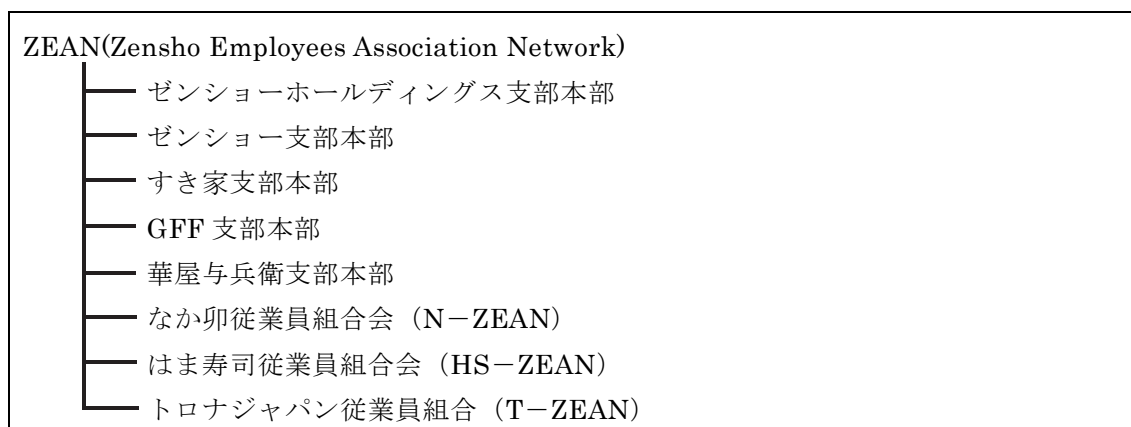 ZEAN(Zensho Employees Association Network)
ゼンショーホールディングス支部本部
ゼンショー支部本部
すき家支部本部
GFF 支部本部
華屋与兵衛支部本部
なか卯従業員組合会（N－ZEAN）
はま寿司従業員組合会（HS－ZEAN）
トロナジャパン従業員組合（T－ZEAN）